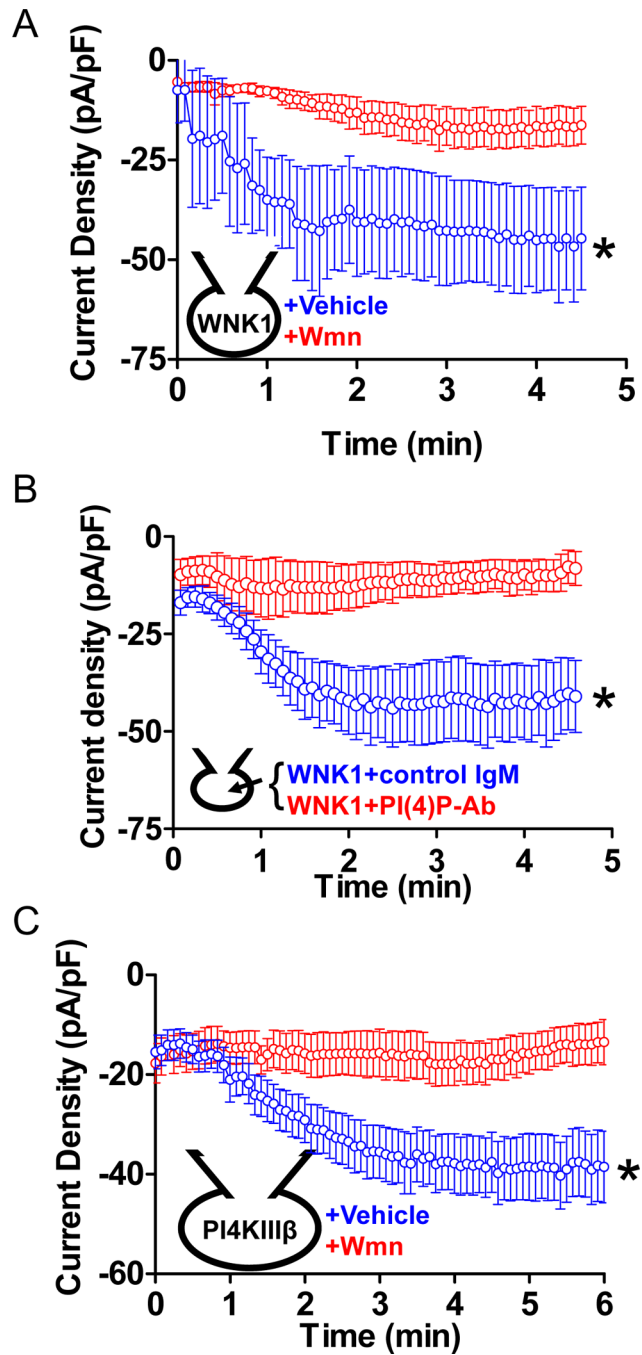 A
Current Density (pA/pF)
0
-25
-50
-75
WNK1
+Vehicle
+Wmn
*
0 1 2 3 4 5
Time (min)
B
Current density (pA/pF)
0
-25
-50
-75
{ WNK1+control IgM
WNK1+PI(4)P-Ab
*
0 1 2 3 4 5
Time (min)
C
Current Density (pA/pF)
0
-20
-40
-60
PI4KIIIβ
+Vehicle
+Wmn
*
0 1 2 3 4 5 6
Time (min)